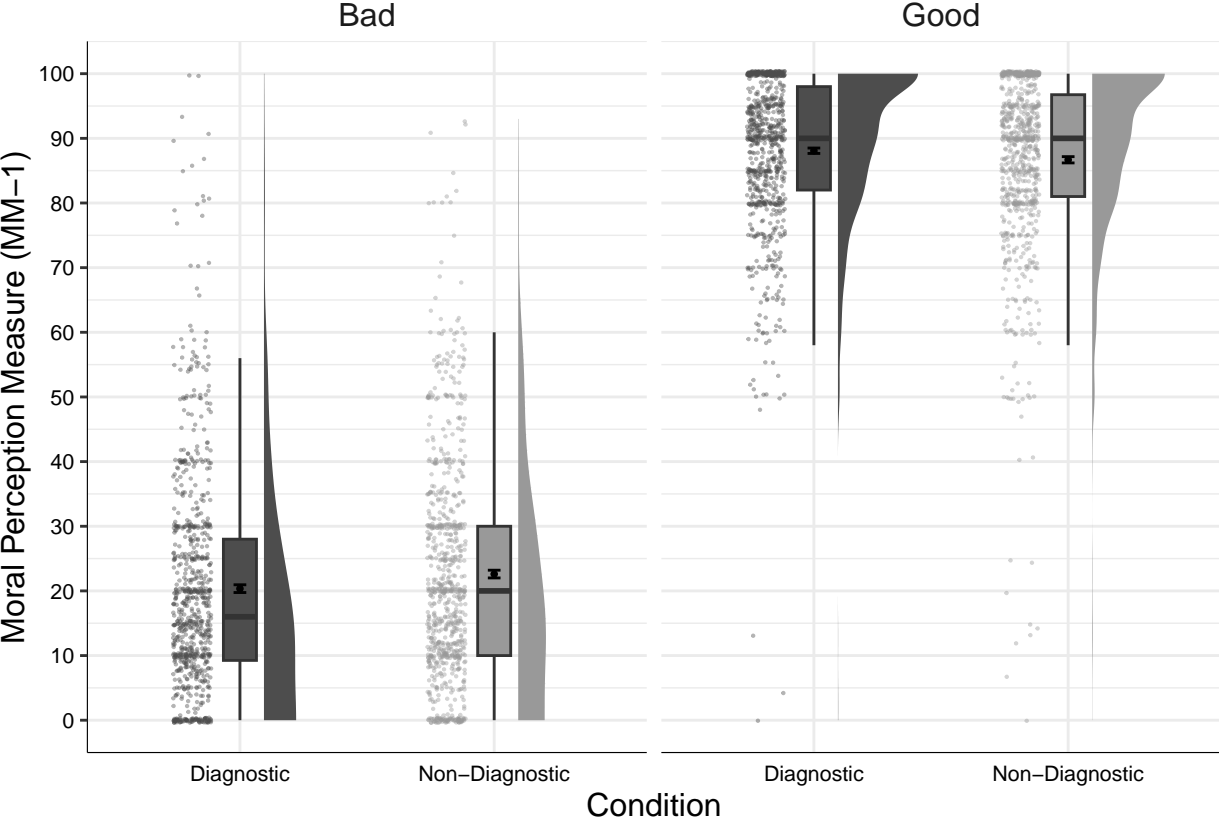 Bad
Good
Moral Perception Measure (MM−1)
100
90
80
70
60
50
40
30
20
10
0
Diagnostic
Non−Diagnostic
Diagnostic
Non−Diagnostic
Condition